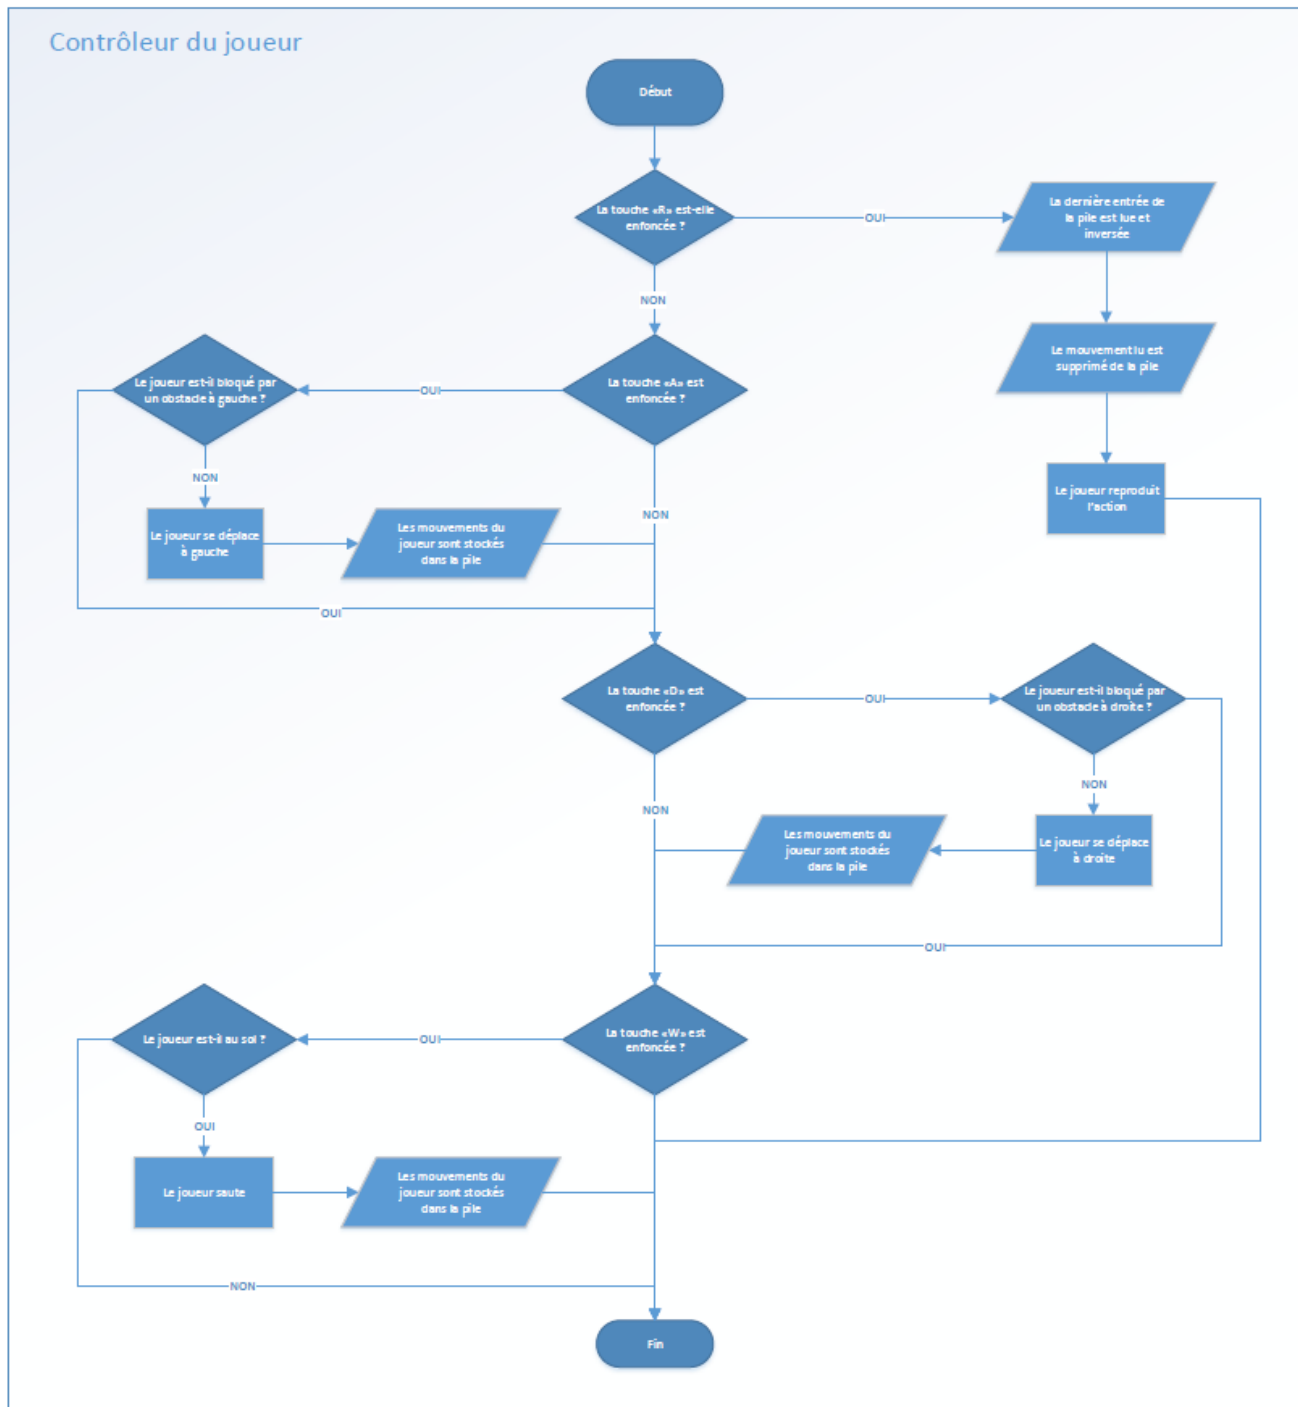 Contrôleur du joueur
Début
La touche «R» est-elle
enfoncée ?
OUI
La dernière entrée de
la pile est lue et
inversée
NON
Le mouvement lu est
supprimé de la pile
Le joueur est-il bloqué par
un obstacle à gauche ?
OUI
La touche «A» est
enfoncée ?
NON
Le joueur reproduit
l'action
NON
Le joueur se déplace
à gauche
Les mouvements du
joueur sont stockés
dans la pile
OUI
La touche «D» est
enfoncée ?
OUI
Le joueur est-il bloqué par
un obstacle à droite ?
NON
NON
Les mouvements du
joueur sont stockés
dans la pile
Le joueur se déplace
à droite
OUI
Le joueur est-il au sol ?
OUI
La touche «W» est
enfoncée ?
OUI
Le joueur saute
Les mouvements du
joueur sont stockés
dans la pile
NON
Fin